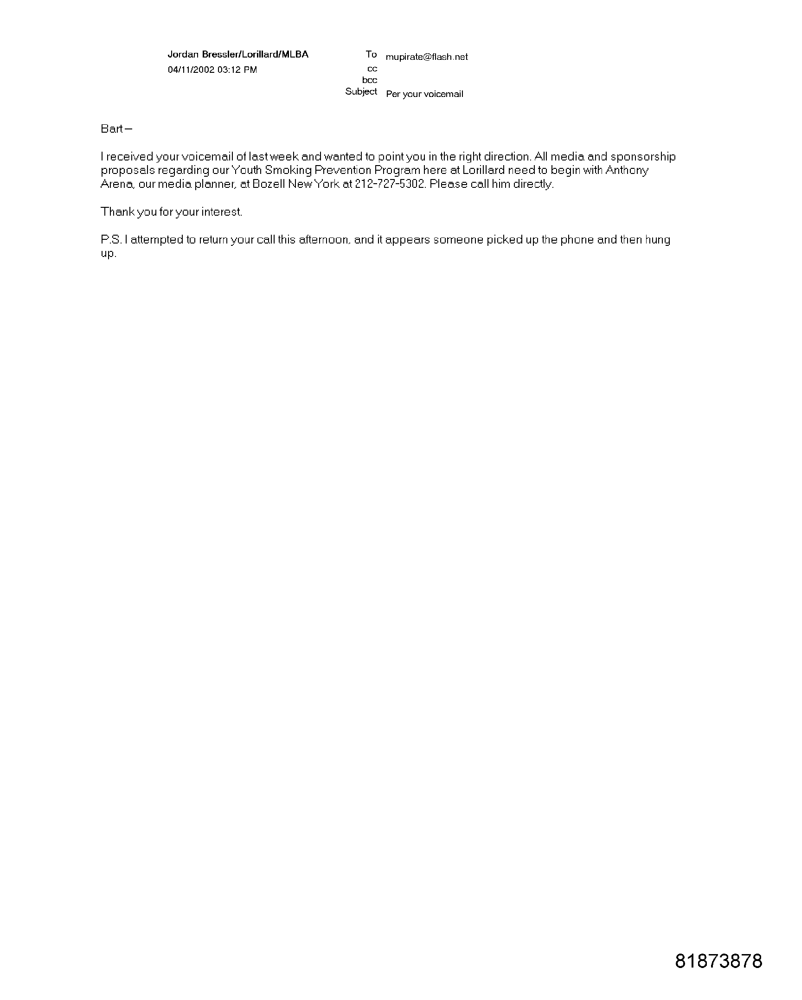 Jordan Bressler/Lorillard/MLBA To mupirate@flash.net
04/11/2002 03:12 PM cc
bcc
Subject Per your voicemail
Bart –
I received your voicemail of last week and wanted to point you in the right direction. All media and sponsorship
proposals regarding our Youth Smoking Prevention Program here at Lorillard need to begin with Anthony
Arena, our media planner, at Bozell New York at 212-727-5302. Please call him directly.
Thank you for your interest.
P.S. I attempted to return your call this afternoon, and it appears someone picked up the phone and then hung
up.
81873878